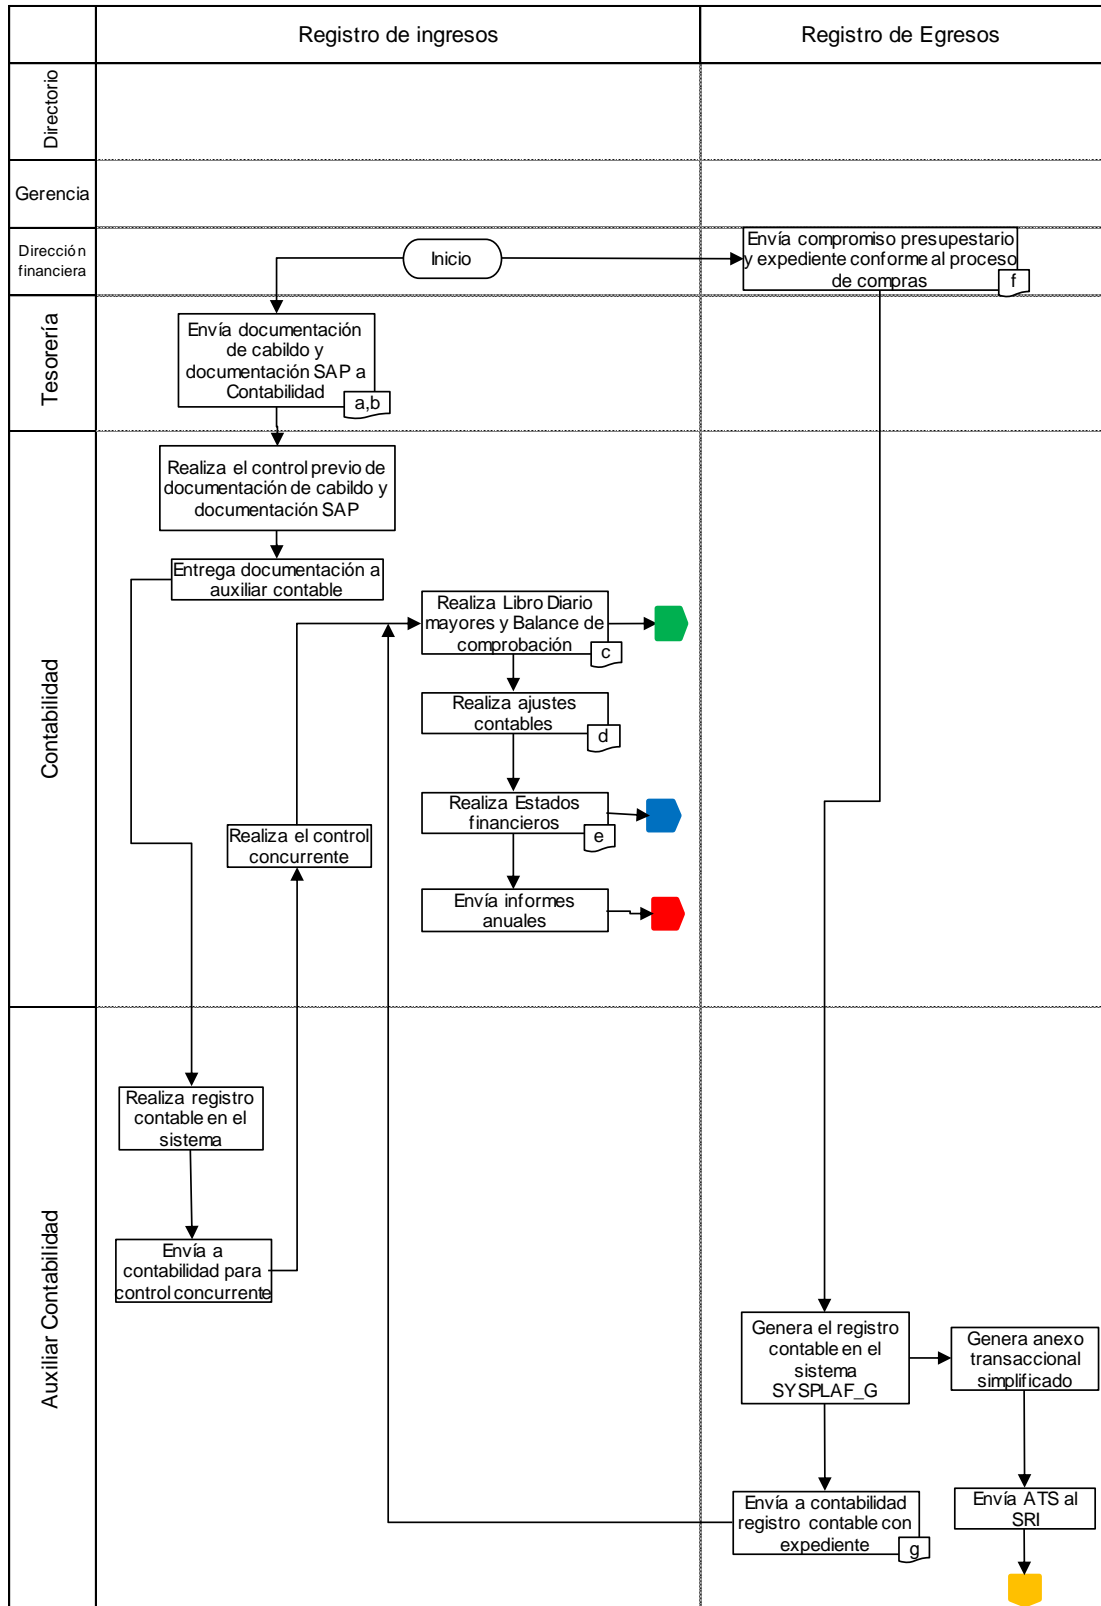 Registro de ingresos
Registro de Egresos
Directorio
Gerencia
Dirección
financiera
Inicio
Envía compromiso presupestario
y expediente conforme al proceso
de compras
f
Tesorería
Envía documentación
de cabildo y
documentación SAP a
Contabilidad
a,b
Contabilidad
Realiza el control previo de
documentación de cabildo y
documentación SAP
Entrega documentación a
auxiliar contable
Realiza Libro Diario
mayores y Balance de
comprobación
c
Realiza ajustes
contables
d
Realiza Estados
financieros
e
Realiza el control
concurrente
Envía informes
anuales
Auxiliar Contabilidad
Realiza registro
contable en el
sistema
Envía a
contabilidad para
control concurrente
Genera el registro
contable en el
sistema
SYSPLAF_G
Genera anexo
transaccional
simplificado
Envía a contabilidad
registro contable con
expediente
g
Envía ATS al
SRI